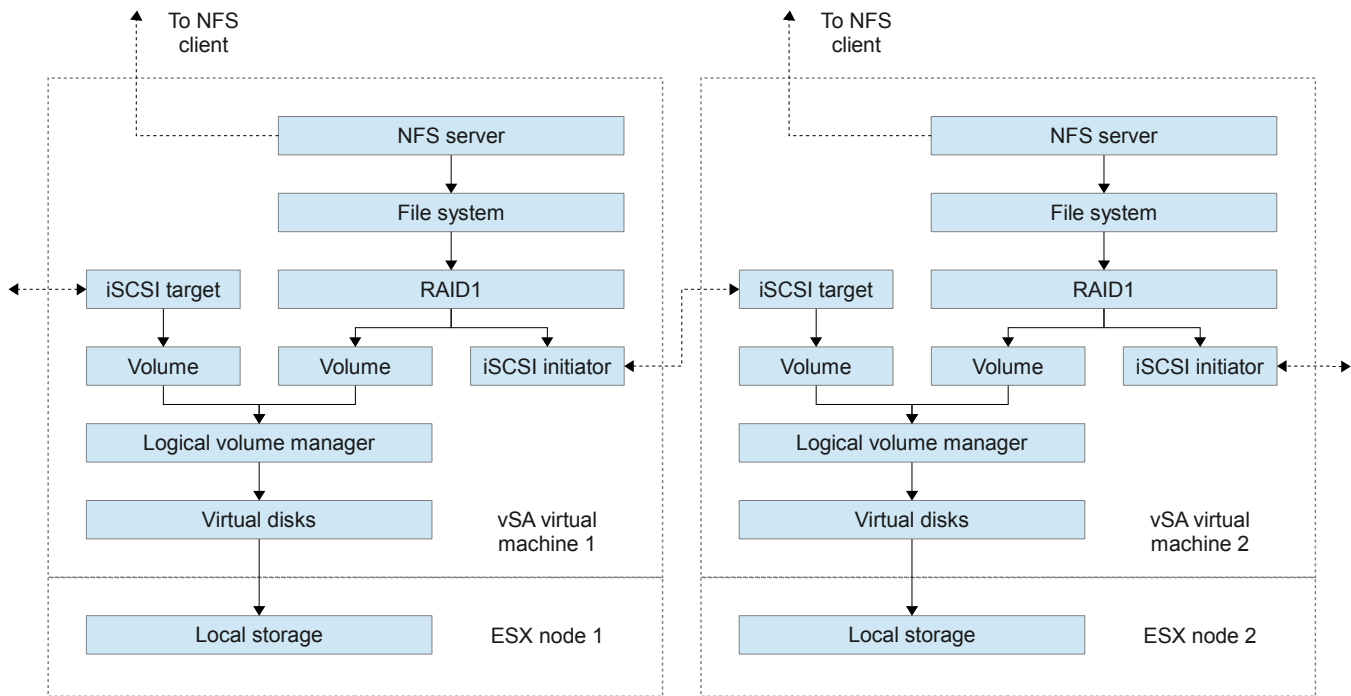 To NFS
client
NFS server
File system
iSCSI target
RAID1
Volume
Volume
iSCSI initiator
Logical volume manager
Virtual disks
vSA virtual
machine 1
Local storage
ESX node 1
To NFS
client
NFS server
File system
iSCSI target
RAID1
Volume
Volume
iSCSI initiator
Logical volume manager
Virtual disks
vSA virtual
machine 2
Local storage
ESX node 2